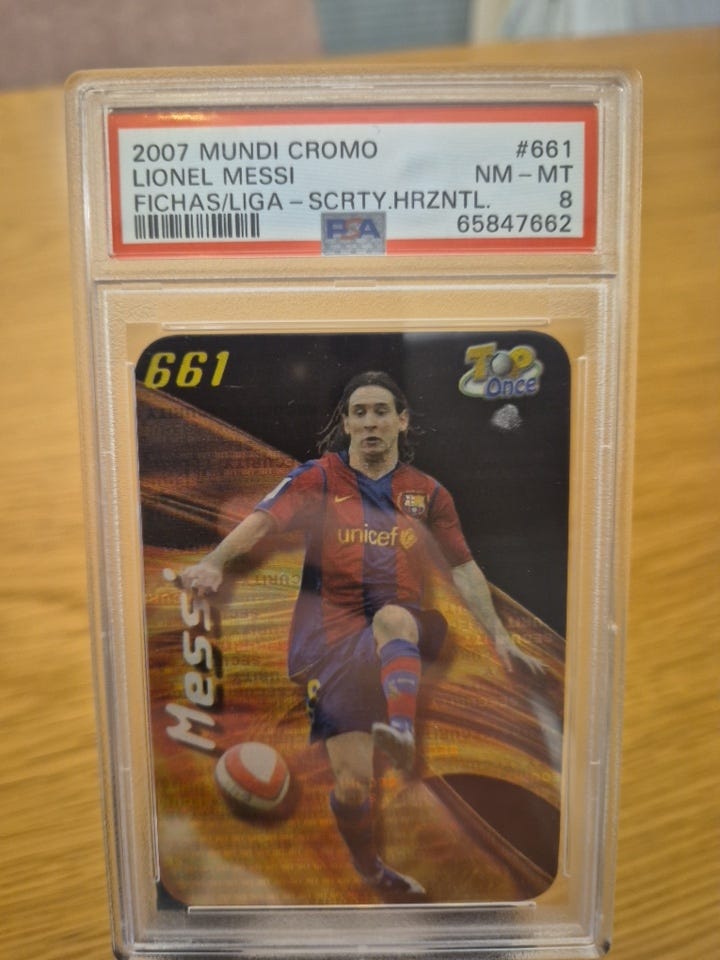 2007 MUNDI CROMO #661
LIONEL MESSI NM - MT
FICHAS/LIGA - SCRTY.HRZNTL. 8
PSA 65847662
661
TOP
Once
unicef
Messi
SECURITY